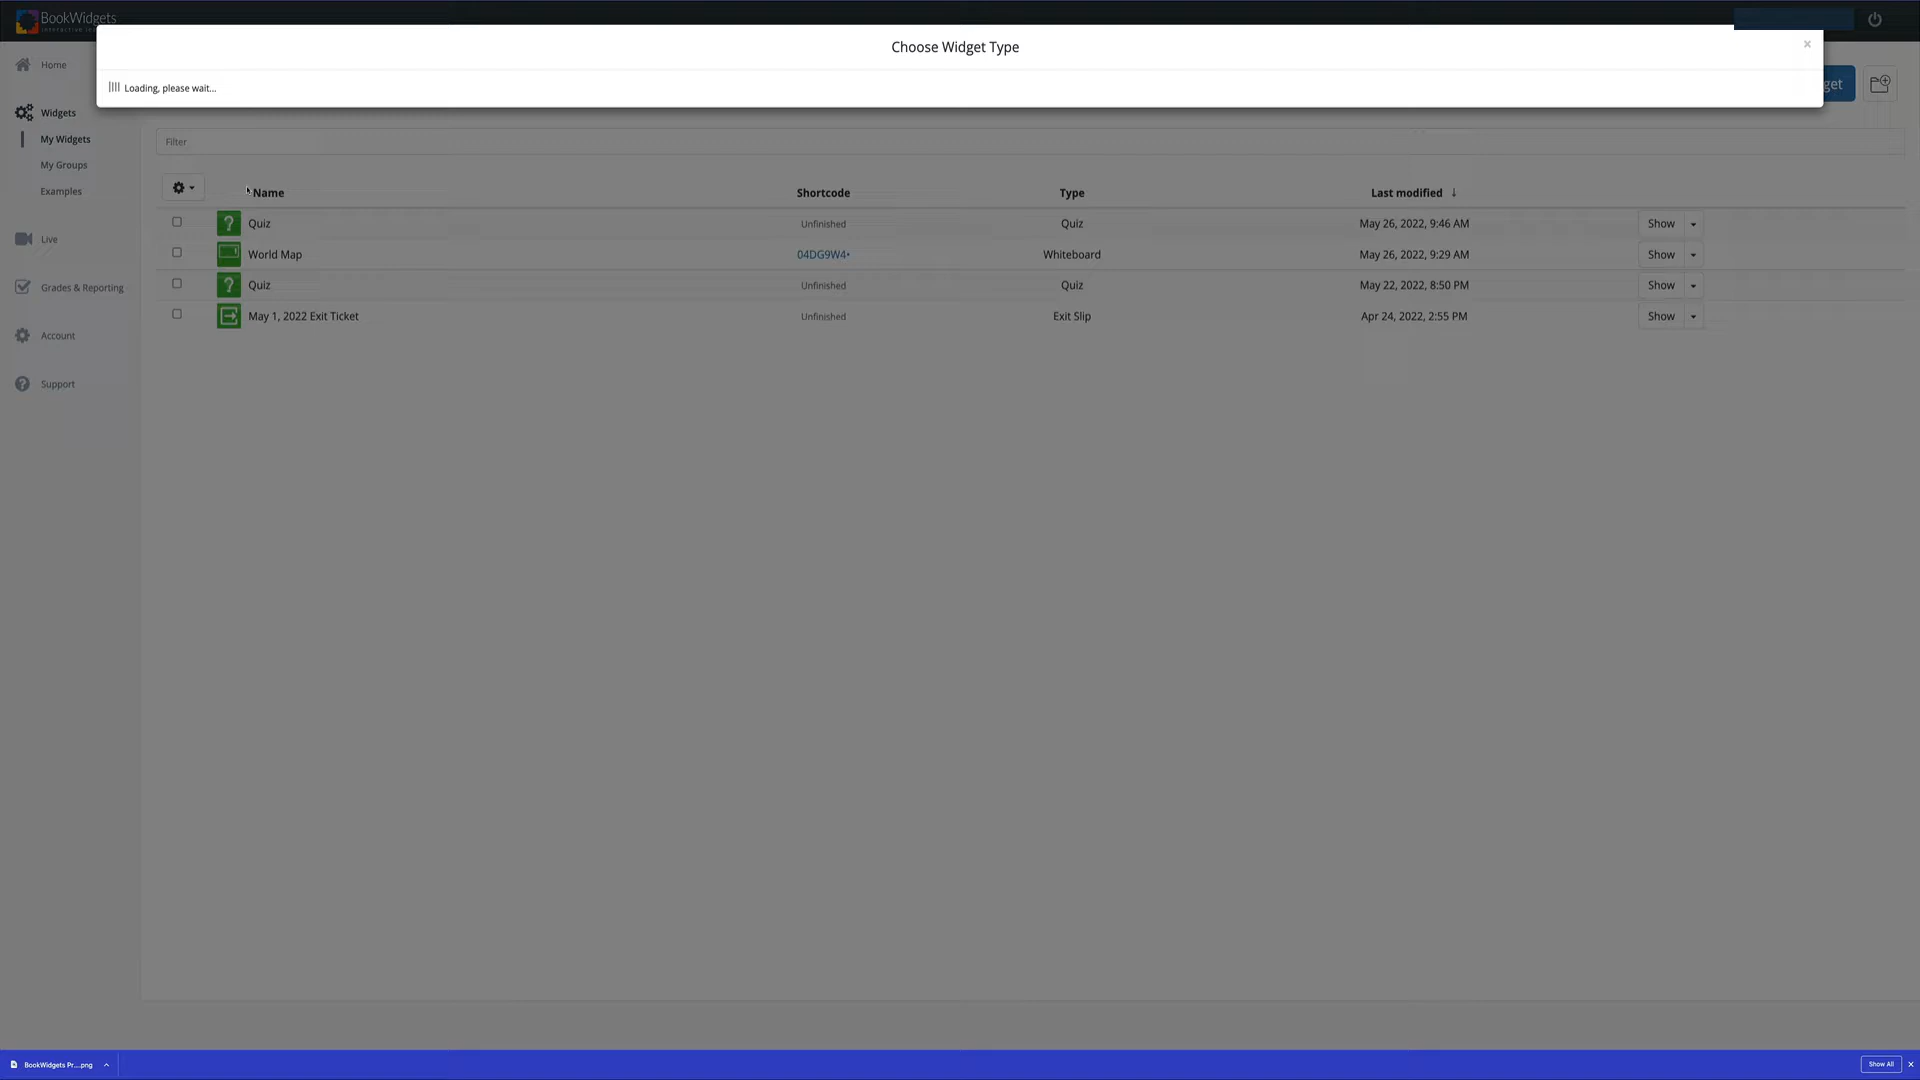 BookWidgets
Choose Widget Type
×
Loading, please wait...
Home
Widgets
My Widgets
My Groups
Examples
Live
Grades & Reporting
Account
Support
get
Filter
Name Shortcode Type Last modified ↓
Quiz Unfinished Quiz May 26, 2022, 9:46 AM Show
World Map 04DG9W4• Whiteboard May 26, 2022, 9:29 AM Show
Quiz Unfinished Quiz May 22, 2022, 8:50 PM Show
May 1, 2022 Exit Ticket Unfinished Exit Slip Apr 24, 2022, 2:55 PM Show
BookWidgets Pr....png
Show All
×